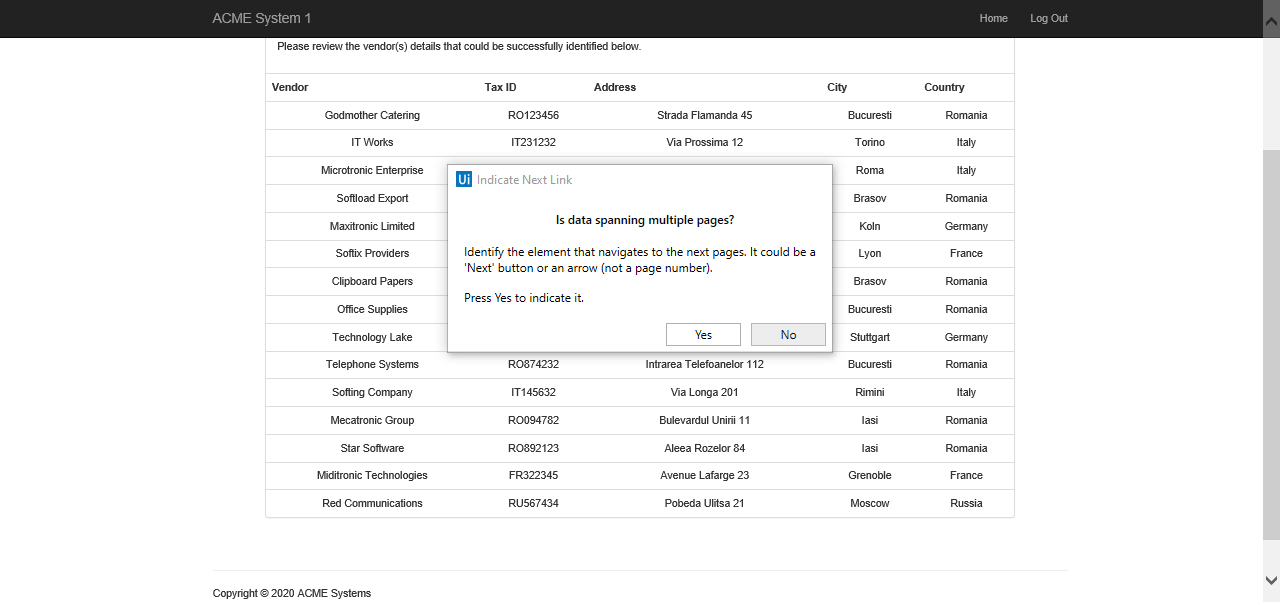 ACME System 1 Home Log Out
Please review the vendor(s) details that could be successfully identified below.
Vendor Tax ID Address City Country
Godmother Catering RO123456 Strada Flamanda 45 Bucuresti Romania
IT Works IT231232 Via Prossima 12 Torino Italy
Microtronic Enterprise Roma Italy
Softload Export Brasov Romania
Maxitronic Limited Koln Germany
Softix Providers Lyon France
Clipboard Papers Brasov Romania
Office Supplies Bucuresti Romania
Technology Lake Stuttgart Germany
Ui Indicate Next Link
Is data spanning multiple pages?
Identify the element that navigates to the next pages. It could be a
'Next' button or an arrow (not a page number).
Press Yes to indicate it.
Yes No
Telephone Systems RO874232 Intrarea Telefoanelor 112 Bucuresti Romania
Softing Company IT145632 Via Longa 201 Rimini Italy
Mecatronic Group RO094782 Bulevardul Unirii 11 Iasi Romania
Star Software RO892123 Aleea Rozelor 84 Iasi Romania
Miditronic Technologies FR322345 Avenue Lafarge 23 Grenoble France
Red Communications RU567434 Pobeda Ulitsa 21 Moscow Russia
Copyright © 2020 ACME Systems